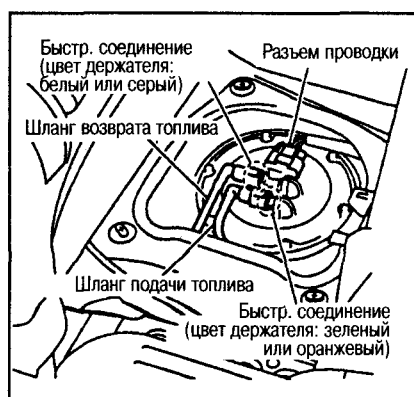 Быстр. соединение
(цвет держателя:
белый или серый)
Разъем проводки
Шланг возврата топлива
Шланг подачи топлива
Быстр. соединение
(цвет держателя: зеленый
или оранжевый)